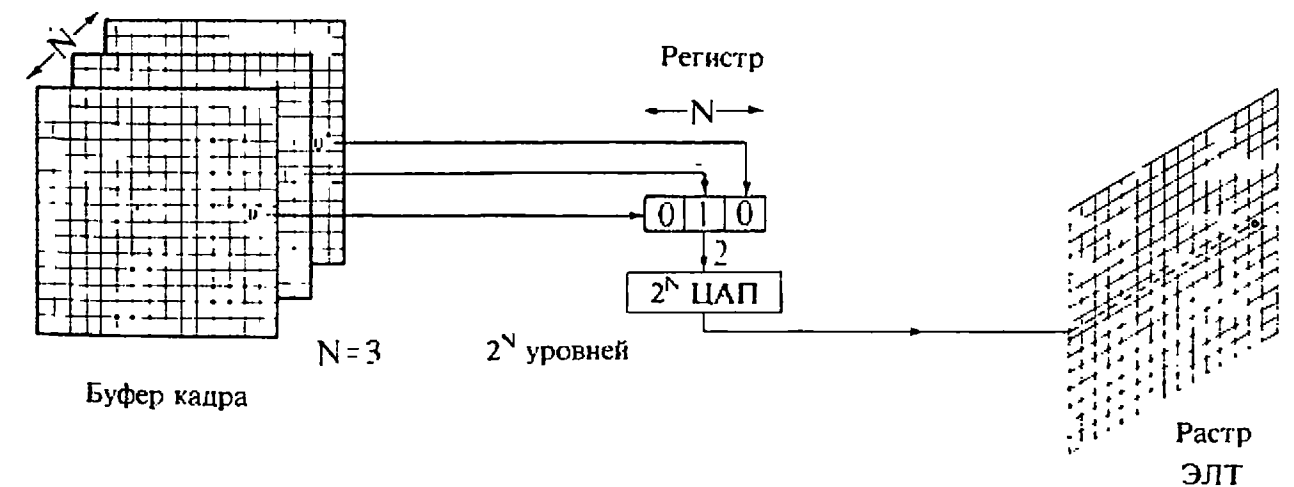 N
Регистр
N
0 1 0
2
2^N ЦАП
N=3
2^N уровней
Буфер кадра
Растр
ЭЛТ